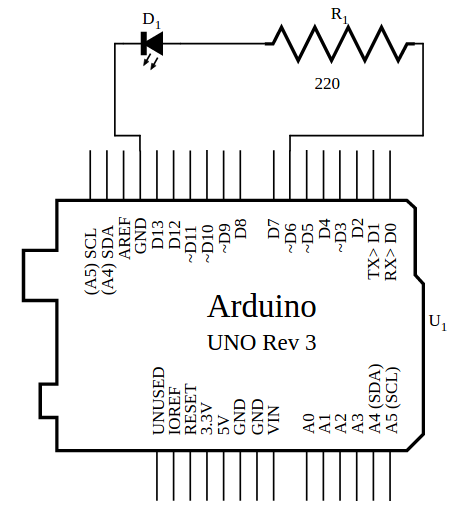 D1
R1
220
(A5) SCL
(A4) SDA
AREF
GND
D13
D12
~D11
~D10
~D9
D8
D7
~D6
~D5
D4
~D3
D2
TX> D1
RX> D0
Arduino
UNO Rev 3
U1
UNUSED
IOREF
RESET
3.3V
5V
GND
GND
VIN
A0
A1
A2
A3
A4 (SDA)
A5 (SCL)